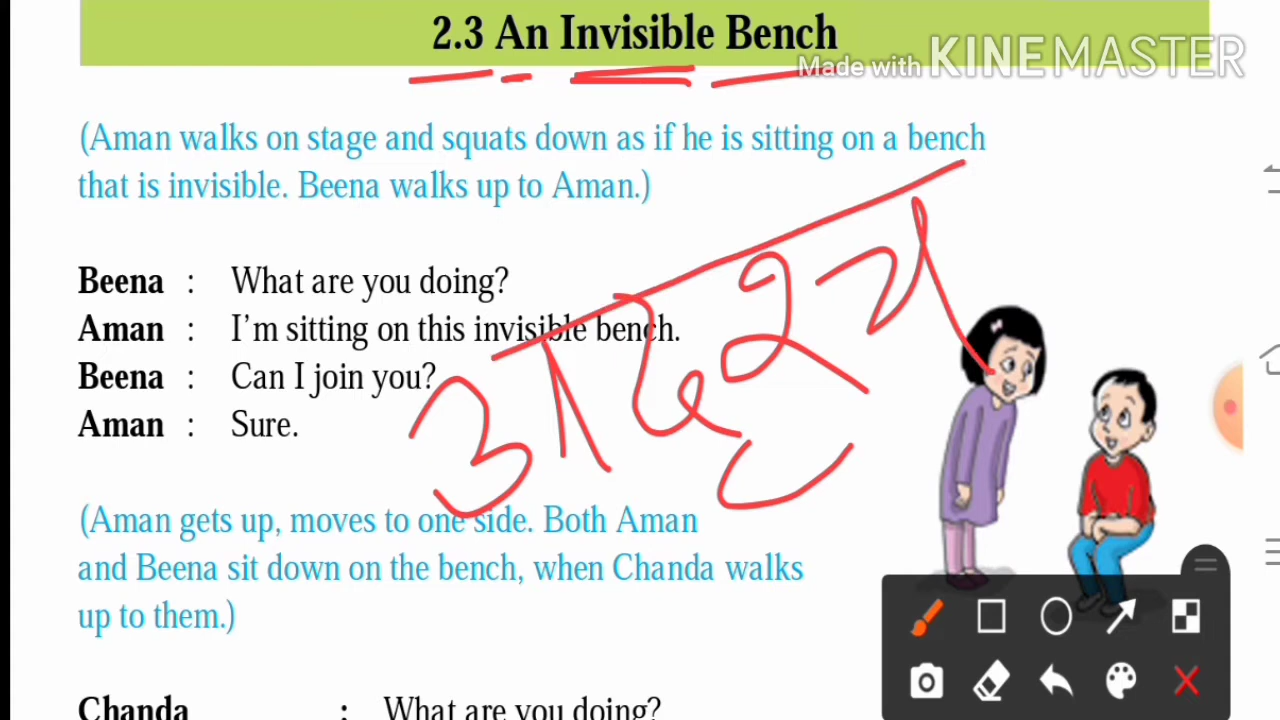 2.3 An Invisible Bench
Made with KINEMASTER
(Aman walks on stage and squats down as if he is sitting on a bench
that is invisible. Beena walks up to Aman.)
Beena : What are you doing?
Aman : I'm sitting on this invisible bench.
Beena : Can I join you?
Aman : Sure.
अदृश्य
(Aman gets up, moves to one side. Both Aman
and Beena sit down on the bench, when Chanda walks
up to them.)
Chanda : What are you doing?